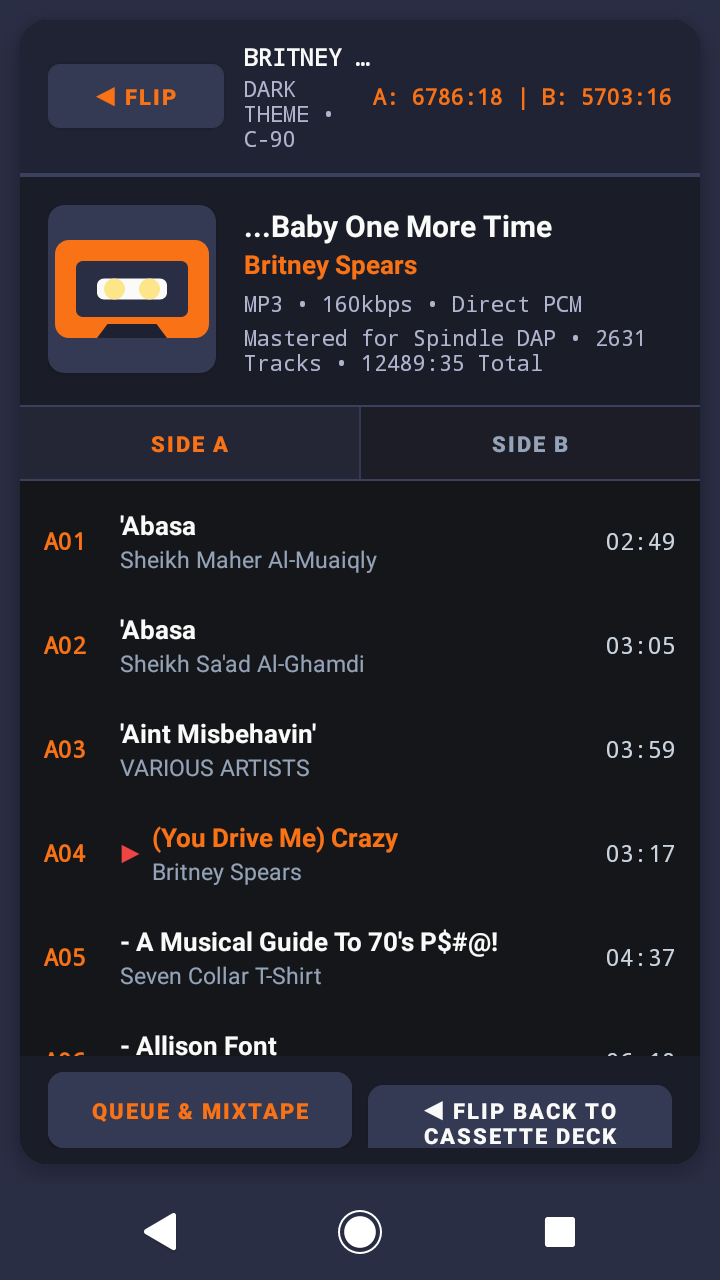 ◀ FLIP
BRITNEY …
DARK
THEME •
C-90
A: 6786:18 | B: 5703:16
...Baby One More Time
Britney Spears
MP3 • 160kbps • Direct PCM
Mastered for Spindle DAP • 2631
Tracks • 12489:35 Total
SIDE A
SIDE B
A01
'Abasa
Sheikh Maher Al-Muaiqly
02:49
A02
'Abasa
Sheikh Sa'ad Al-Ghamdi
03:05
A03
'Aint Misbehavin'
VARIOUS ARTISTS
03:59
A04
▶ (You Drive Me) Crazy
Britney Spears
03:17
A05
- A Musical Guide To 70's P$#@!
Seven Collar T-Shirt
04:37
- Allison Font
QUEUE & MIXTAPE
◀ FLIP BACK TO
CASSETTE DECK